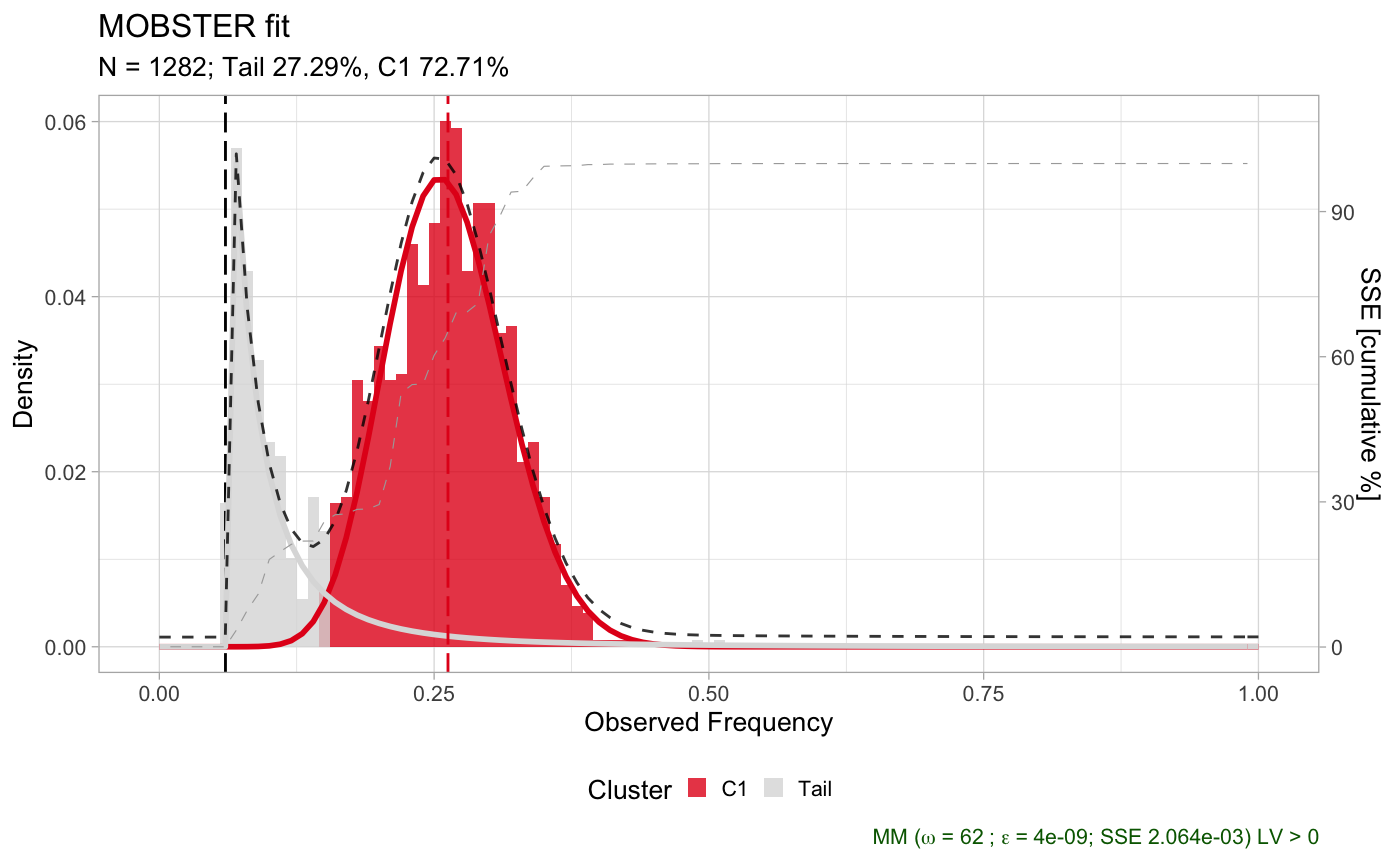 MOBSTER fit
N = 1282; Tail 27.29%, C1 72.71%
0.06
0.04
0.02
0.00
Density
90
60
30
0
SSE [cumulative %]
0.00 0.25 0.50 0.75 1.00
Observed Frequency
Cluster C1 Tail
MM (ω = 62 ; ε = 4e-09; SSE 2.064e-03) LV > 0